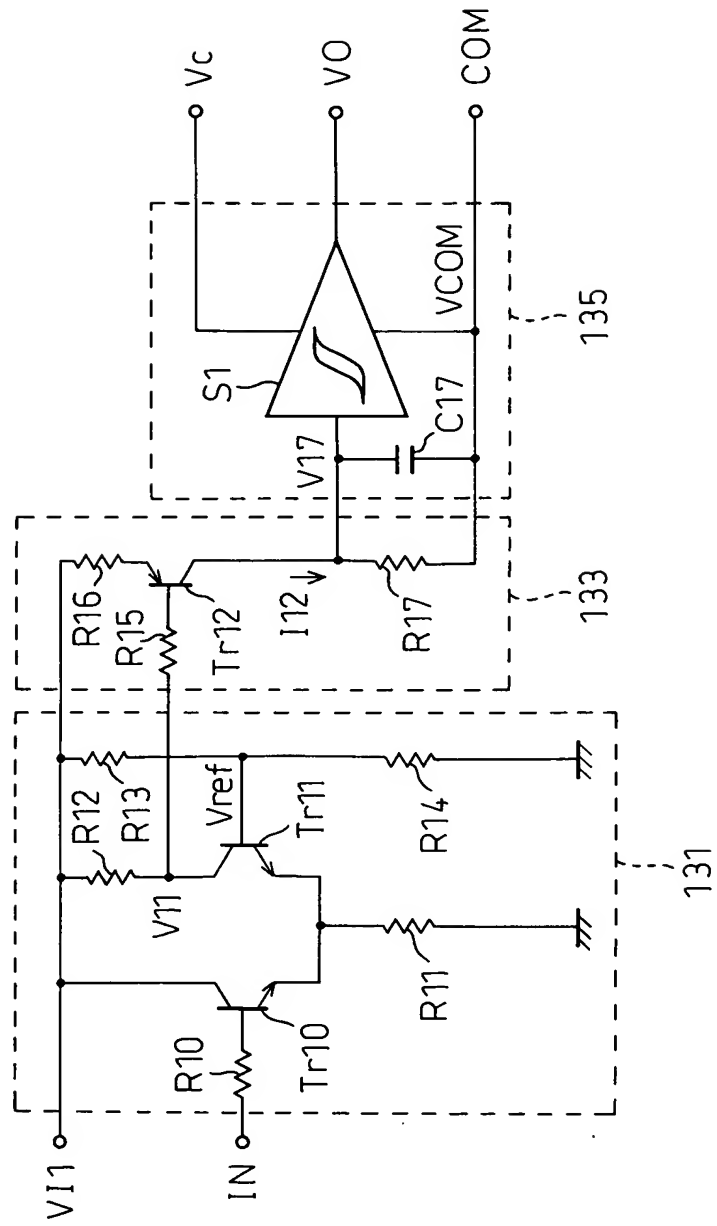 VI1
IN
R10
Tr10
R11
R12
R13
V11
Vref
Tr11
R14
131
R16
R15
Tr12
I12
R17
133
V17
C17
S1
VCOM
135
Vc
VO
COM